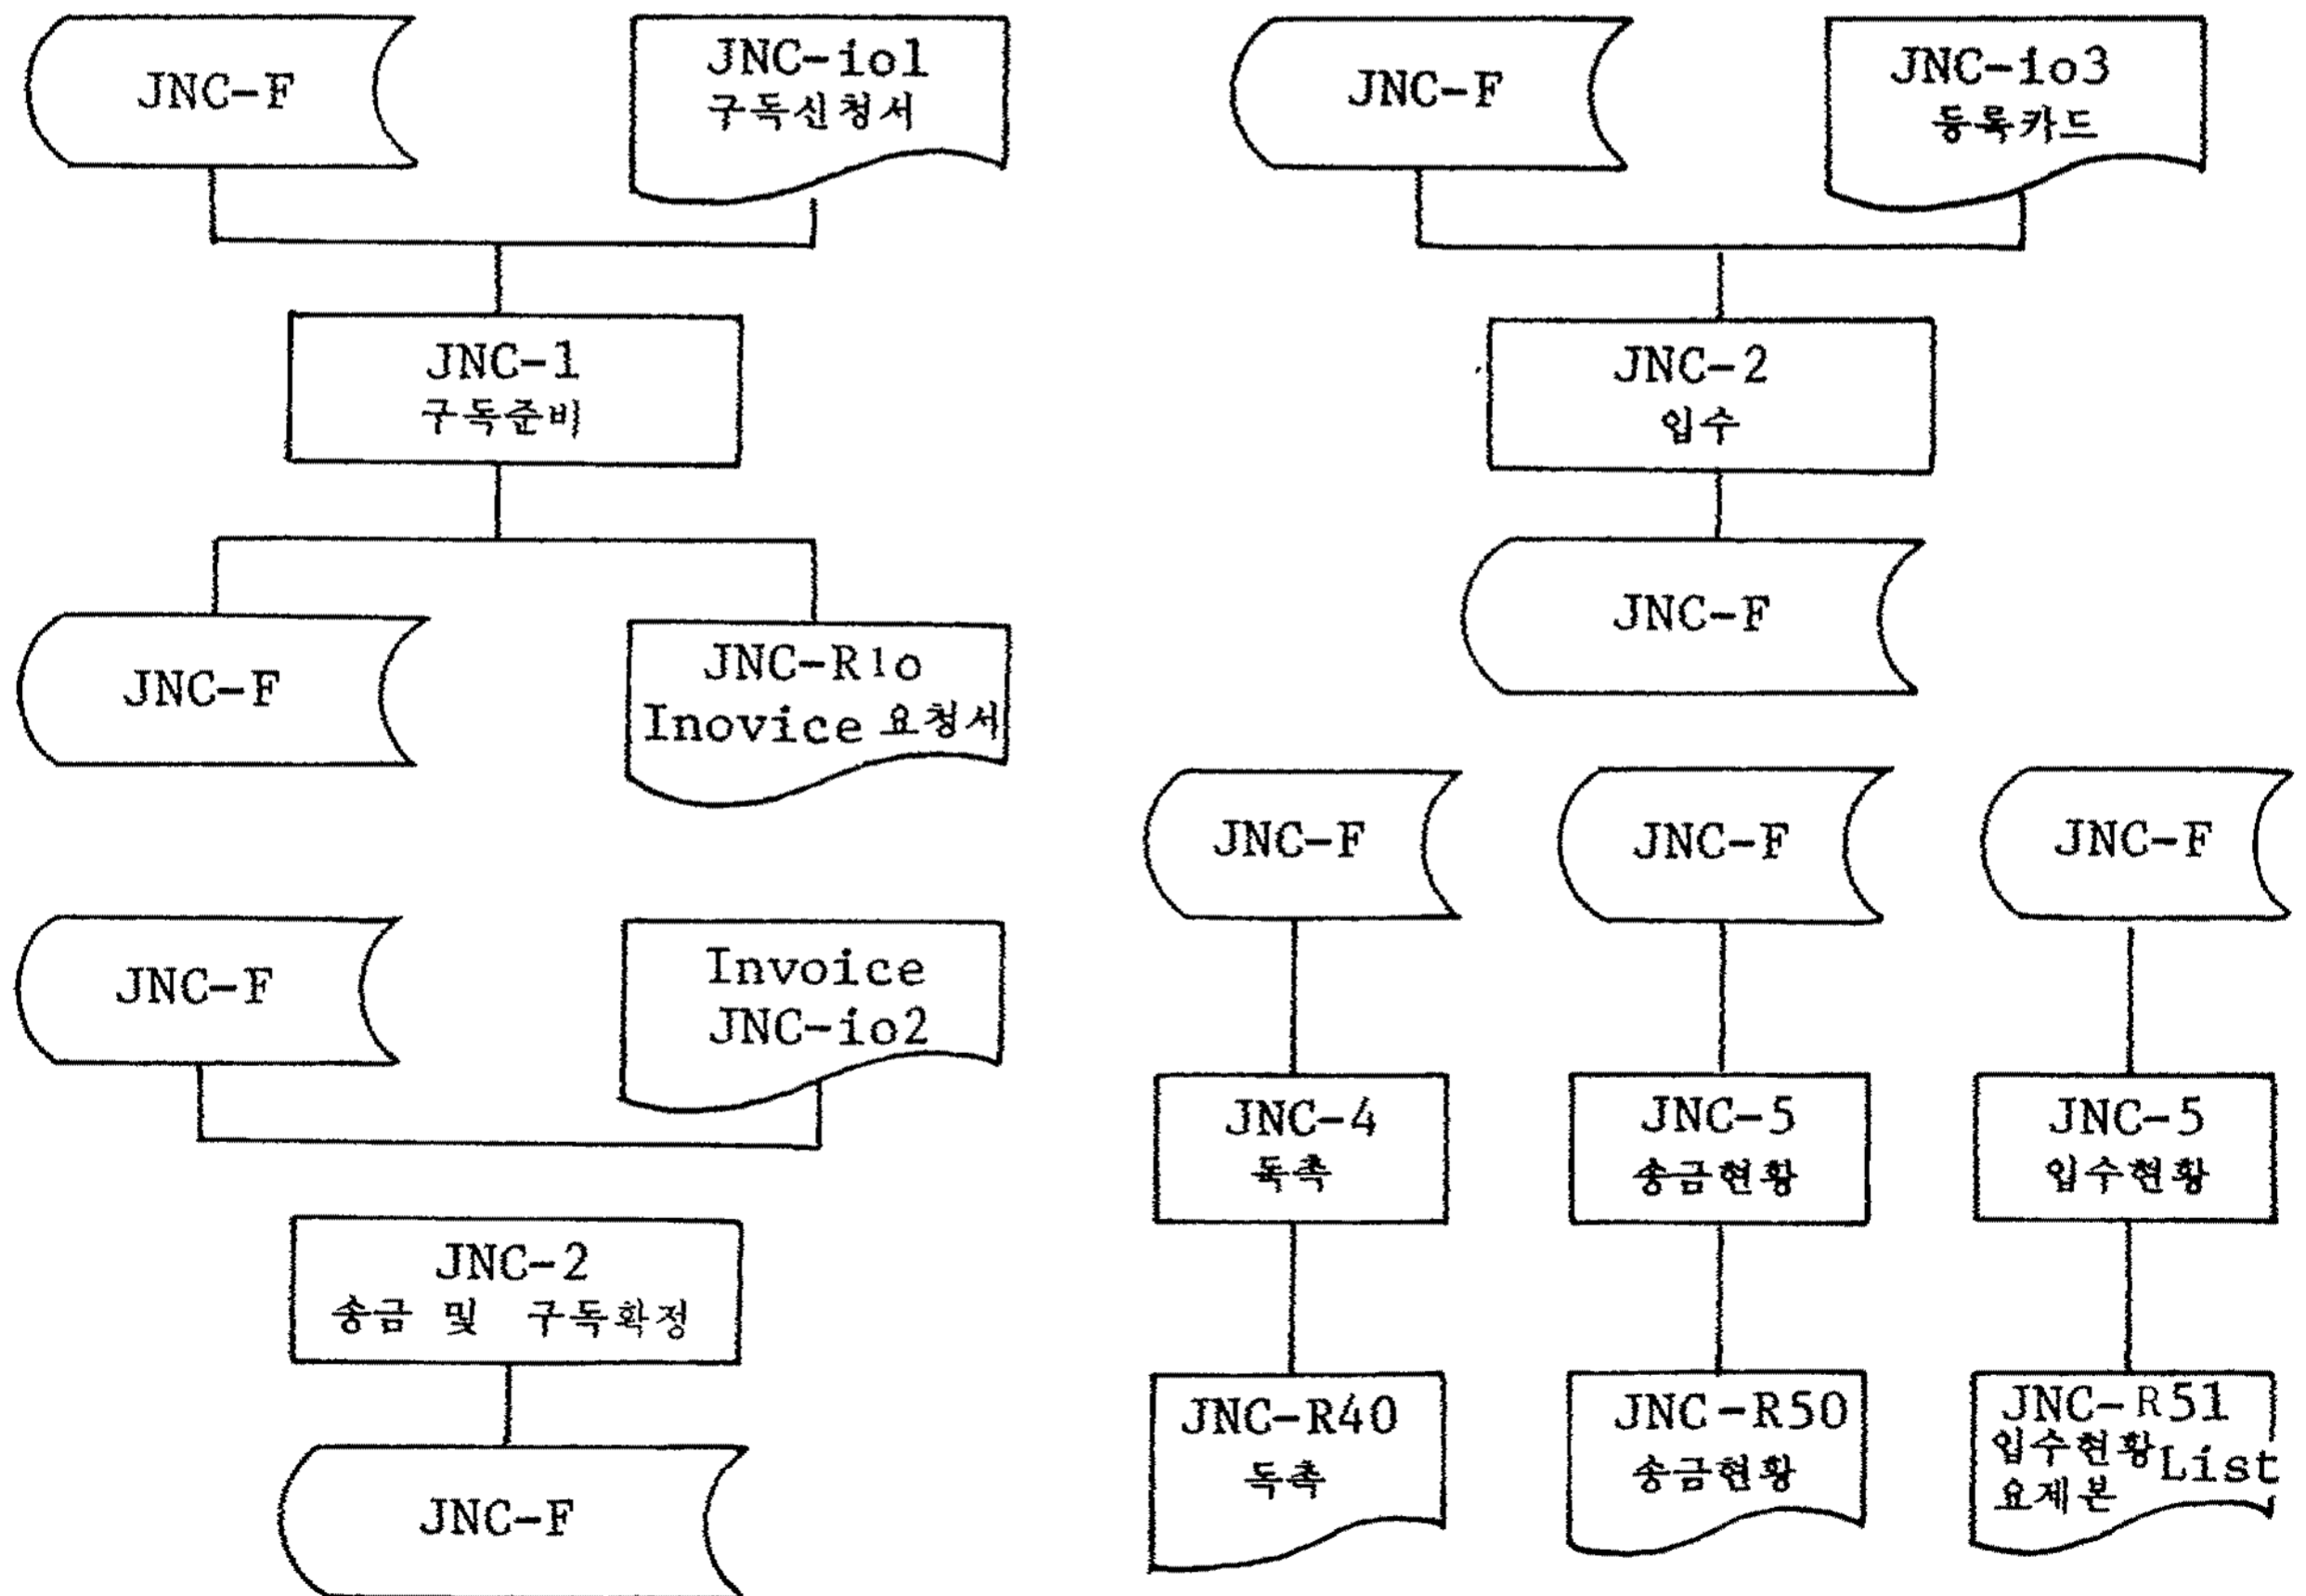 JNC-F
JNC-io1
구독신청서
JNC-1
구독준비
JNC-F
JNC-R1o
Inovice 요청서
JNC-F
Invoice
JNC-io2
JNC-2
송금 및 구독확정
JNC-F
JNC-F
JNC-io3
등록카드
JNC-2
입수
JNC-F
JNC-F
JNC-4
독촉
JNC-R40
독촉
JNC-F
JNC-5
송금현황
JNC-R50
송금현황
JNC-F
JNC-5
입수현황
JNC-R51
입수현황List
요제본